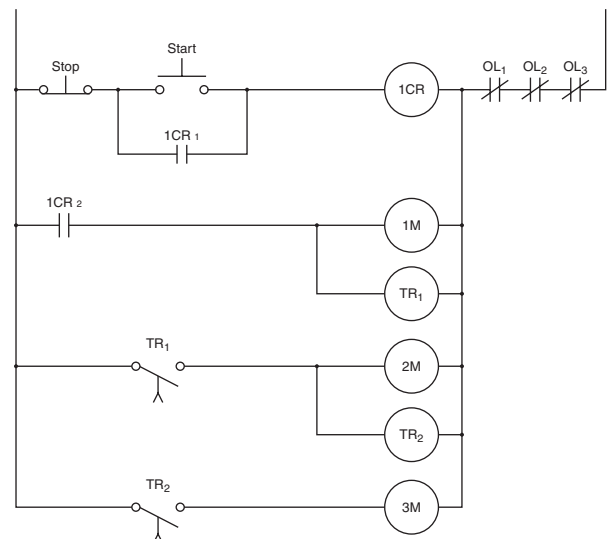 Start
Stop
OL₁ OL₂ OL₃
1CR
1CR ₁
1CR ₂
1M
TR₁
TR₁
2M
TR₂
TR₂
3M